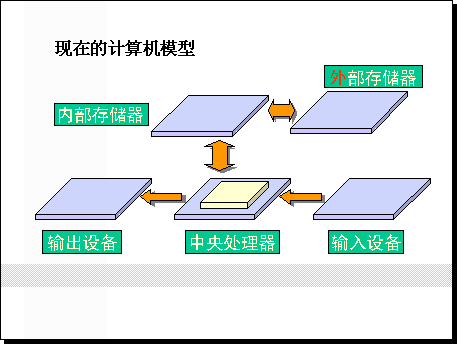 现在的计算机模型
外部存储器
内部存储器
输出设备
中央处理器
输入设备